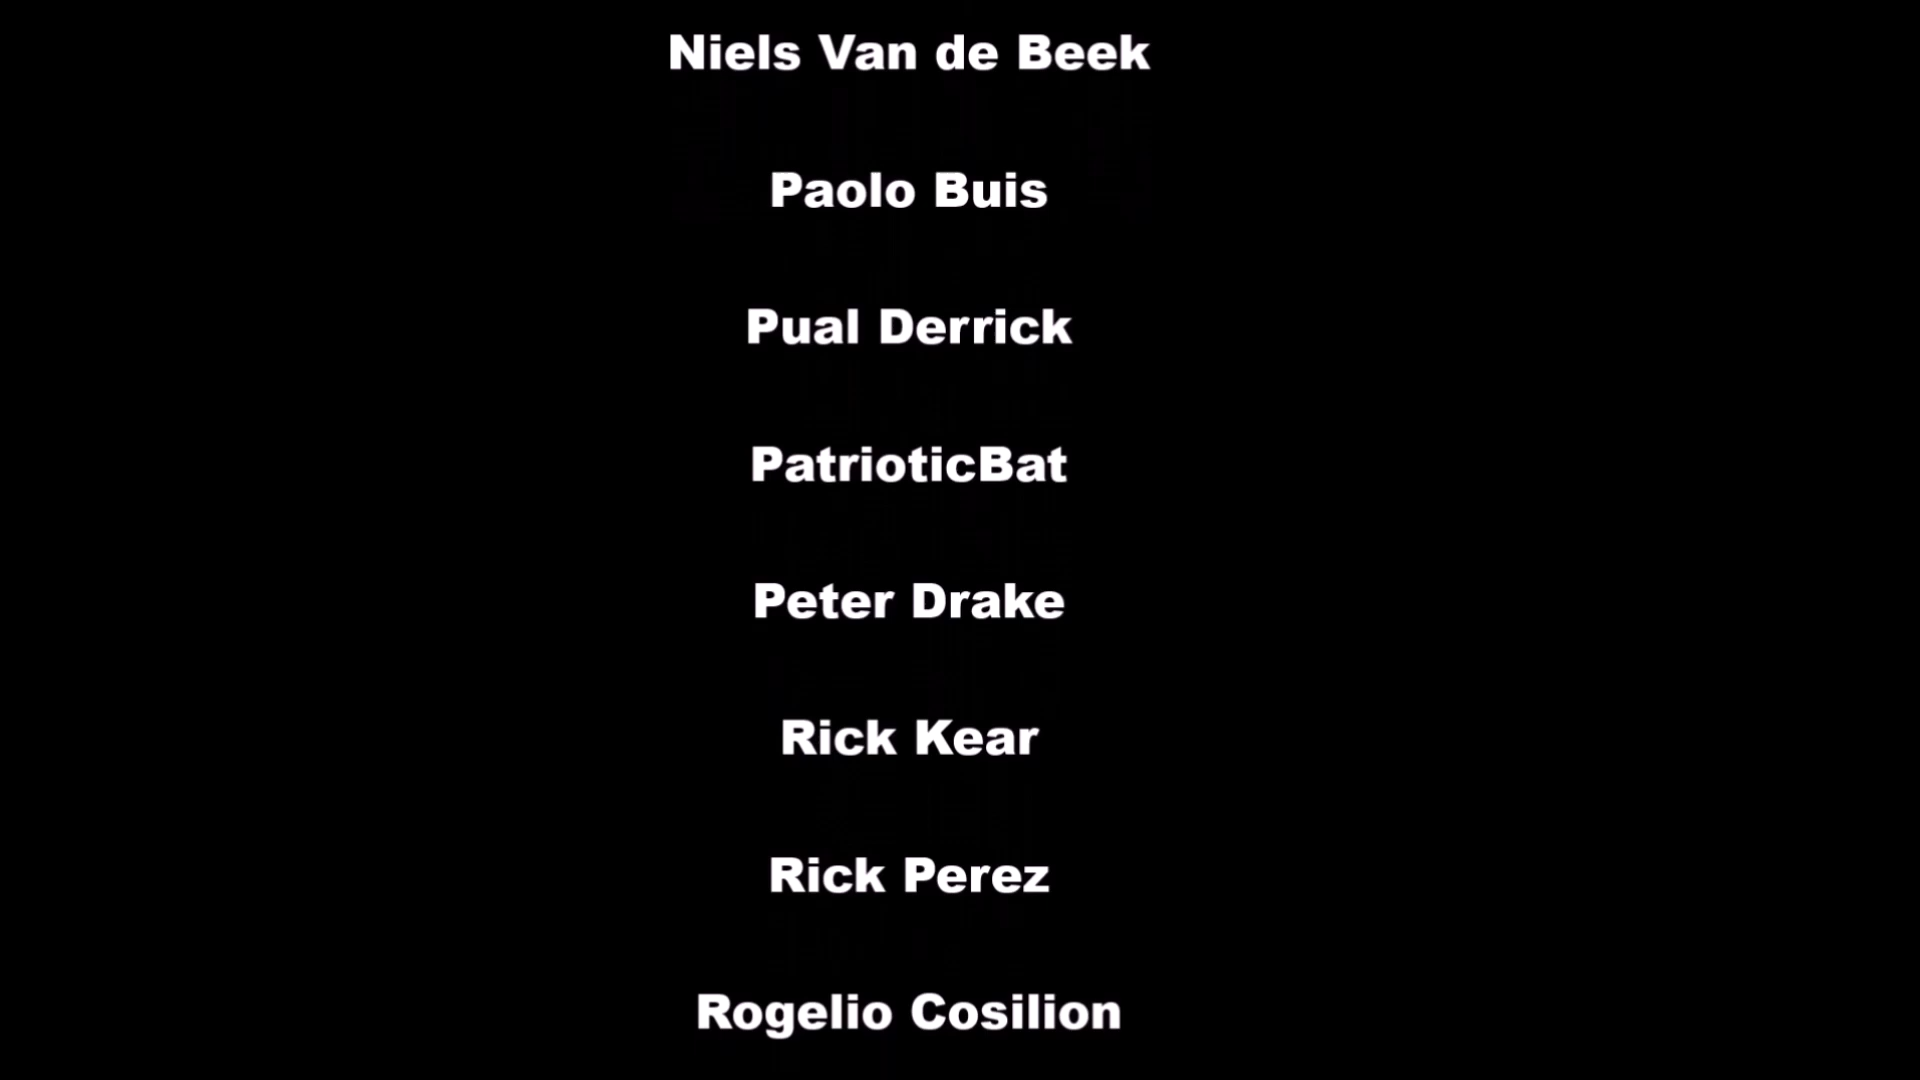 Niels Van de Beek
Paolo Buis
Pual Derrick
PatrioticBat
Peter Drake
Rick Kear
Rick Perez
Rogelio Cosilion